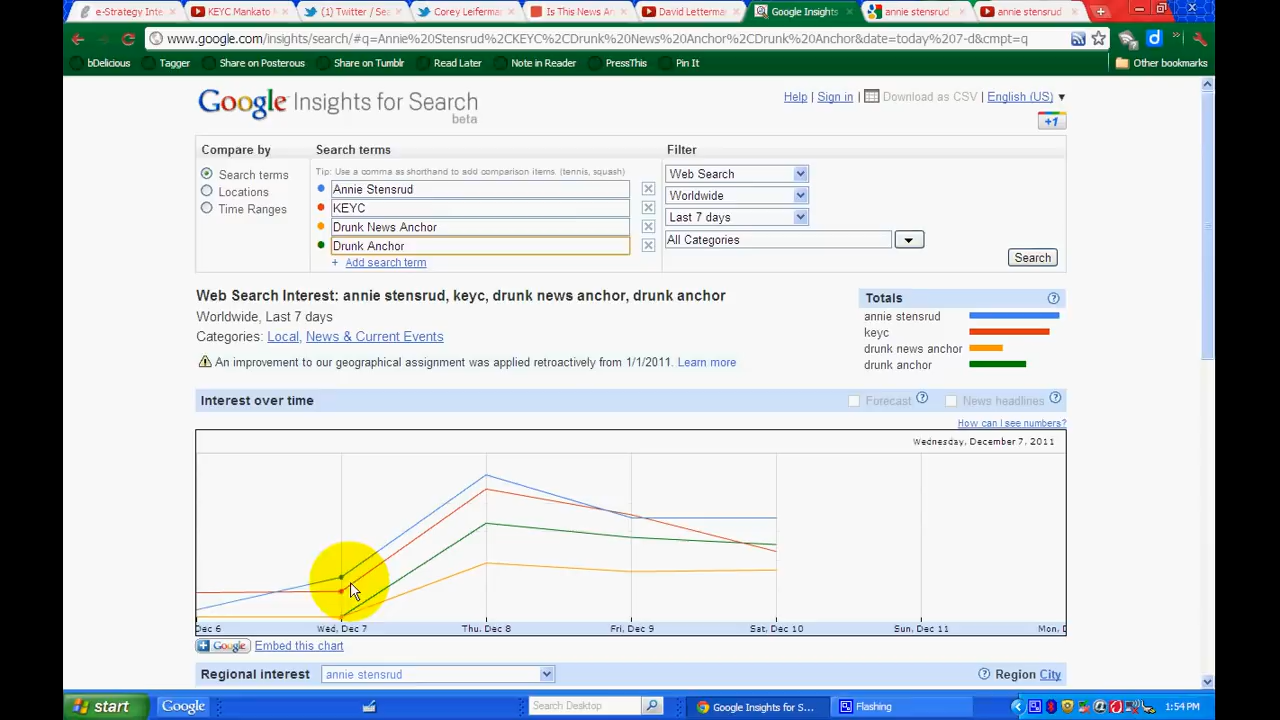 e-Strategy Inte
KEYC Mankato
(1) Twitter / Sea
Corey Leiferman
Is This News An
David Letterma
Google Insights
annie stensrud
annie stensrud
www.google.com/insights/search/#q=Annie%20Stensrud%2CKEYC%2CDrunk%20News%20Anchor%2CDrunk%20Anchor&date=today%207-d&cmpt=q
bDelicious
Tagger
Share on Posterous
Share on Tumblr
Read Later
Note in Reader
PressThis
Pin It
Other bookmarks
Google Insights for Search
beta
Help | Sign in | Download as CSV | English (US)
+1
Compare by
Search terms
Filter
Search terms
Locations
Time Ranges
Tip: Use a comma as shorthand to add comparison items. (tennis, squash)
Annie Stensrud
KEYC
Drunk News Anchor
Drunk Anchor
+ Add search term
Web Search
Worldwide
Last 7 days
All Categories
Search
Web Search Interest: annie stensrud, keyc, drunk news anchor, drunk anchor
Worldwide, Last 7 days
Categories: Local, News & Current Events
An improvement to our geographical assignment was applied retroactively from 1/1/2011. Learn more
Totals
annie stensrud
keyc
drunk news anchor
drunk anchor
Interest over time
Forecast
News headlines
How can I see numbers?
Wednesday, December 7, 2011
Dec 6
Wed, Dec 7
Thu, Dec 8
Fri, Dec 9
Sat, Dec 10
Sun, Dec 11
Mon, D
Google Embed this chart
Regional interest
annie stensrud
Region City
start
Google
Search Desktop
Google Insights for S...
Flashing
1:54 PM